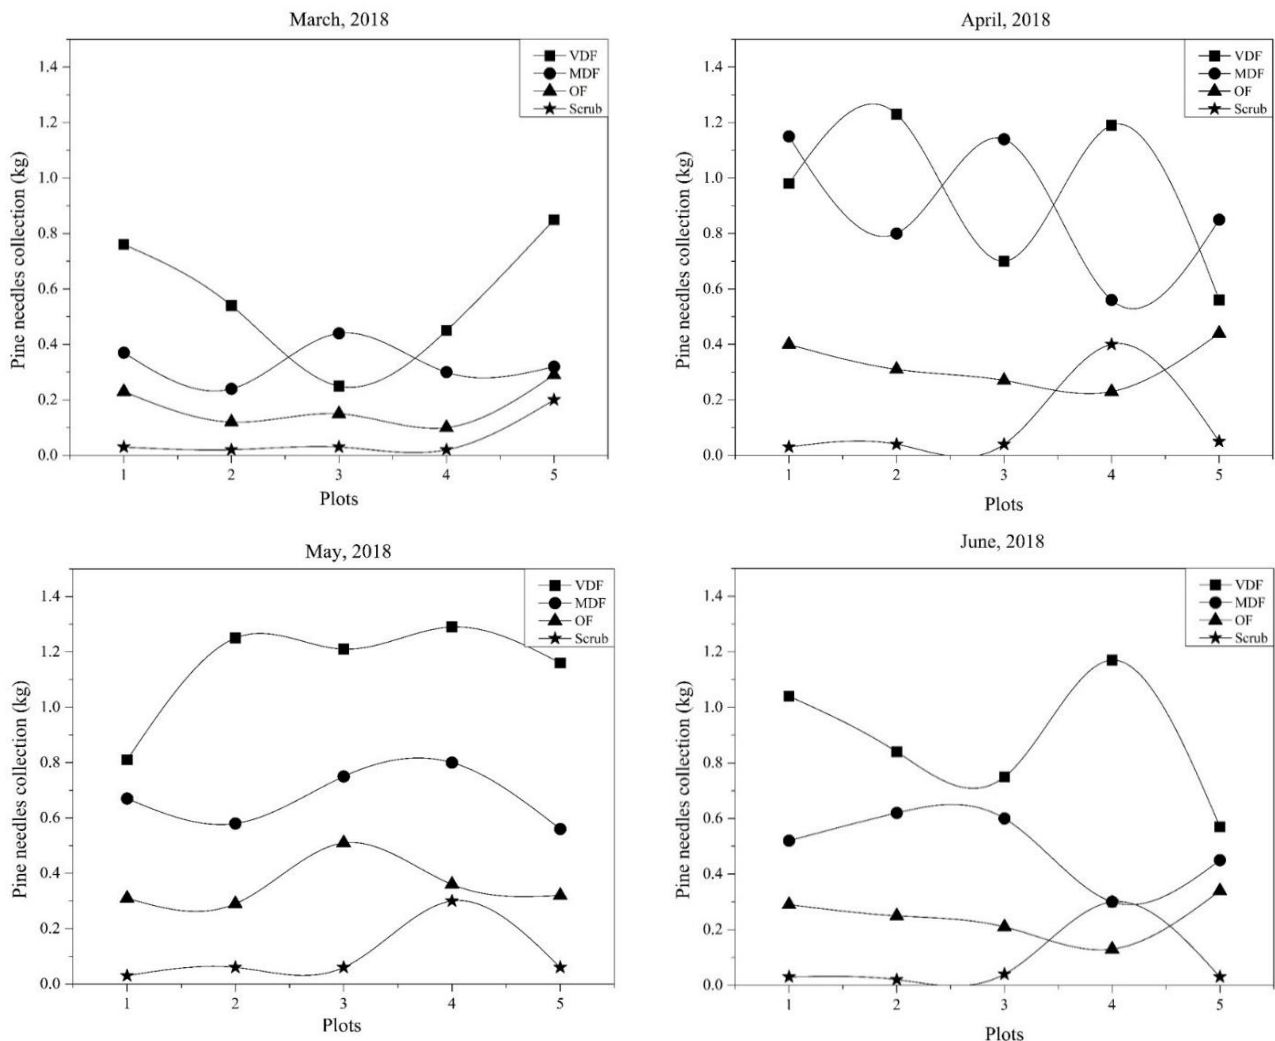 March, 2018
Pine needles collection (kg)
1.4
1.2
1.0
0.8
0.6
0.4
0.2
0.0
VDF
MDF
OF
Scrub
1 2 3 4 5
Plots
April, 2018
Pine needles collection (kg)
1.4
1.2
1.0
0.8
0.6
0.4
0.2
0.0
VDF
MDF
OF
Scrub
1 2 3 4 5
Plots
May, 2018
Pine needles collection (kg)
1.4
1.2
1.0
0.8
0.6
0.4
0.2
0.0
VDF
MDF
OF
Scrub
1 2 3 4 5
Plots
June, 2018
Pine needles collection (kg)
1.4
1.2
1.0
0.8
0.6
0.4
0.2
0.0
VDF
MDF
OF
Scrub
1 2 3 4 5
Plots